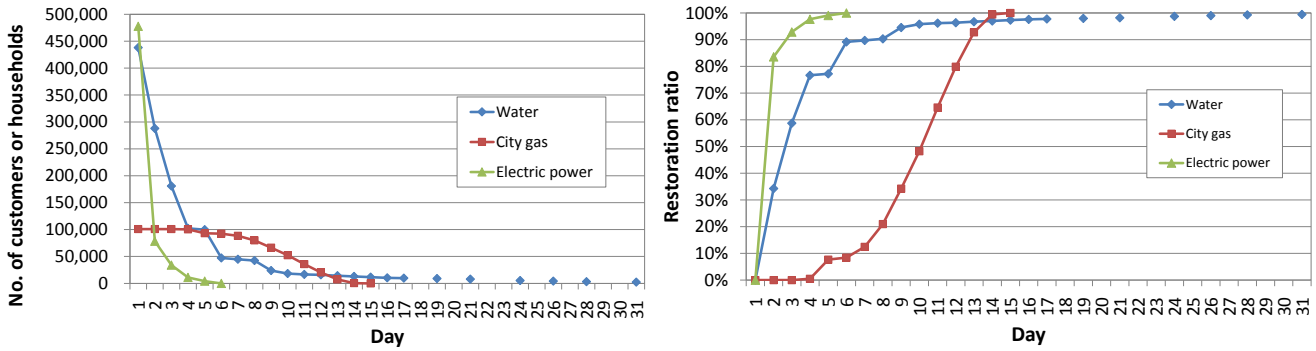 No. of customers or households
500,000
450,000
400,000
350,000
300,000
250,000
200,000
150,000
100,000
50,000
0
Water
City gas
Electric power
1 2 3 4 5 6 7 8 9 10 11 12 13 14 15 16 17 18 19 20 21 22 23 24 25 26 27 28 29 30 31
Day
Restoration ratio
100%
90%
80%
70%
60%
50%
40%
30%
20%
10%
0%
Water
City gas
Electric power
1 2 3 4 5 6 7 8 9 10 11 12 13 14 15 16 17 18 19 20 21 22 23 24 25 26 27 28 29 30 31
Day